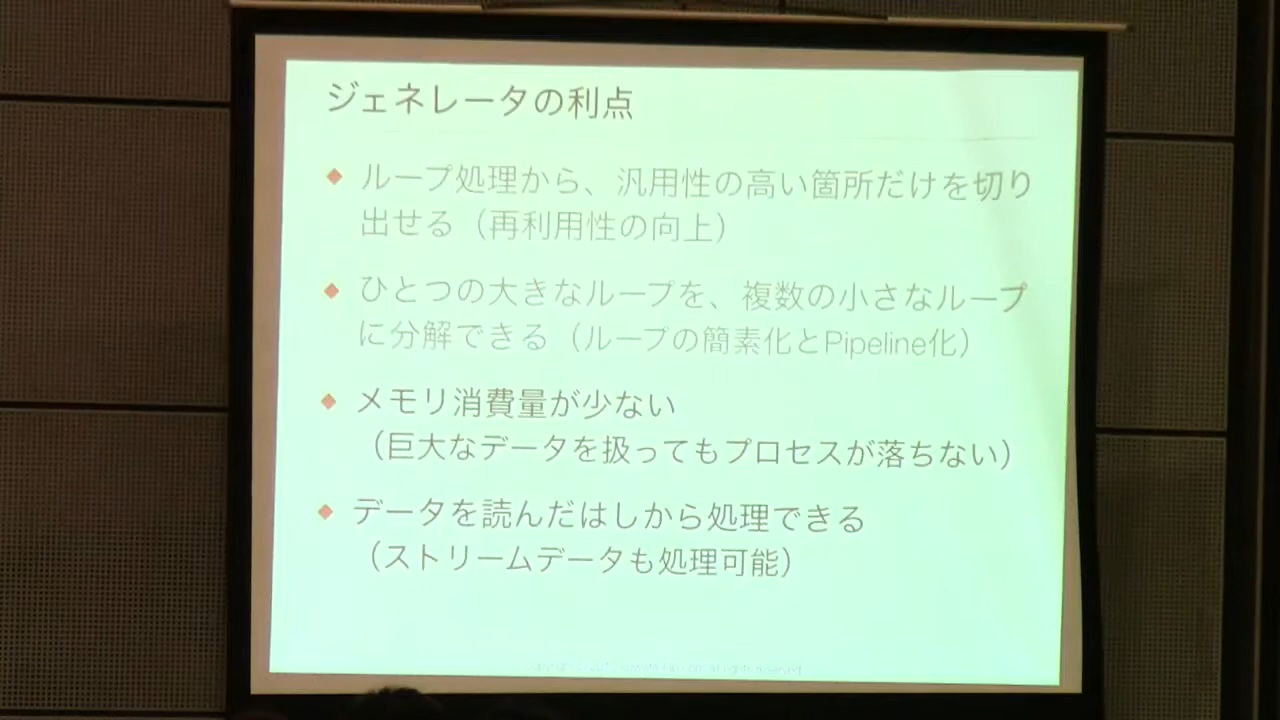 ジェネレータの利点
ループ処理から、汎用性の高い箇所だけを切り
出せる（再利用性の向上）
ひとつの大きなループを、複数の小さなループ
に分解できる（ループの簡素化とPipeline化）
メモリ消費量が少ない
（巨大なデータを扱ってもプロセスが落ちない）
データを読んだはしから処理できる
（ストリームデータも処理可能）